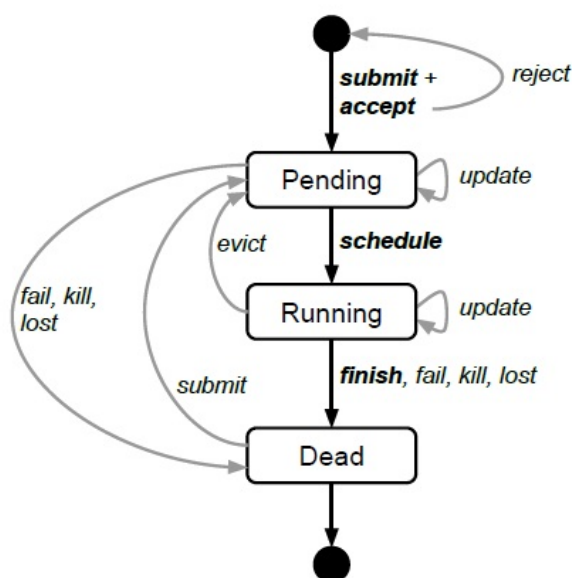 submit +
accept
reject
Pending
update
evict
schedule
fail, kill,
lost
Running
update
submit
finish, fail, kill, lost
Dead